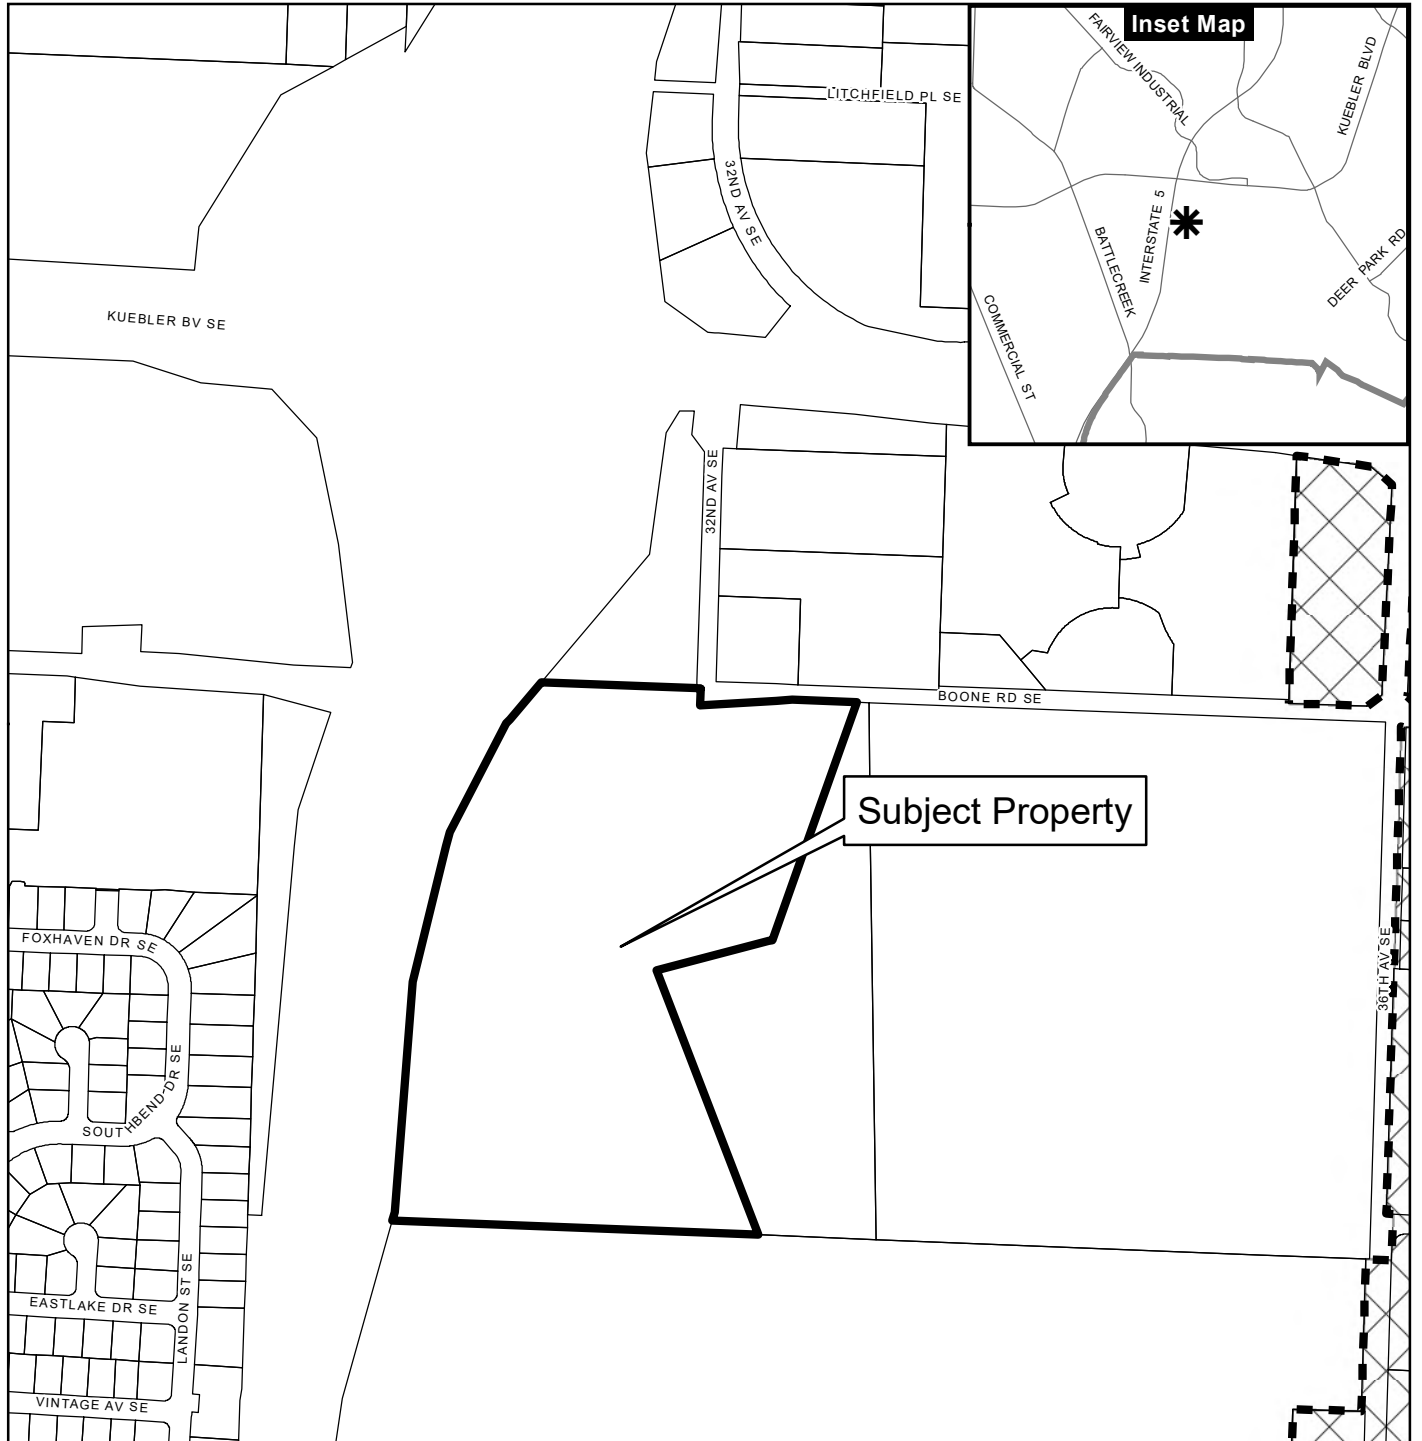 Inset Map
FAIRVIEW INDUSTRIAL
KUEBLER BLVD
INTERSTATE 5
BATTLECREEK
COMMERCIAL ST
DEER PARK RD
LITCHFIELD PL SE
32ND AV SE
KUEBLER BV SE
32ND AV SE
BOONE RD SE
Subject Property
36TH AV SE
FOXHAVEN DR SE
SOUTHBEND DR SE
LANDON ST SE
EASTLAKE DR SE
VINTAGE AV SE